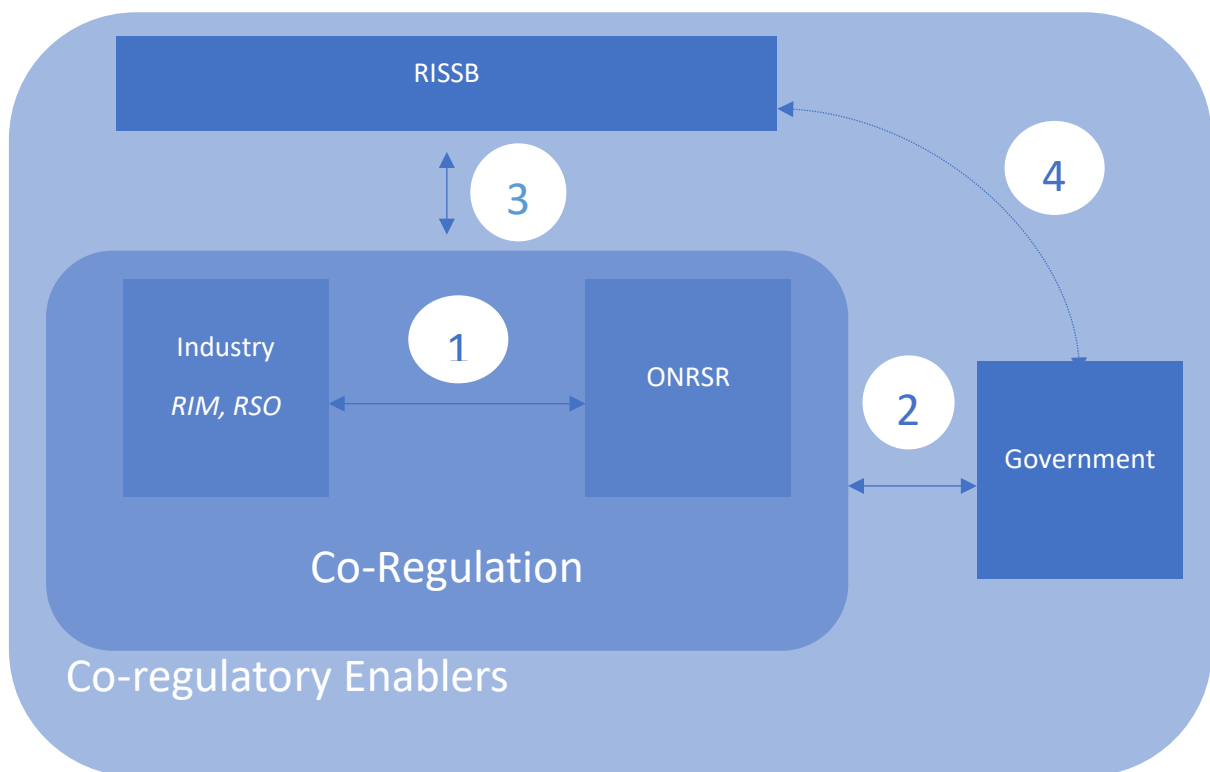 RISSB
4
3
Industry
RIM, RSO
1
ONRSR
2
Government
Co-Regulation
Co-regulatory Enablers